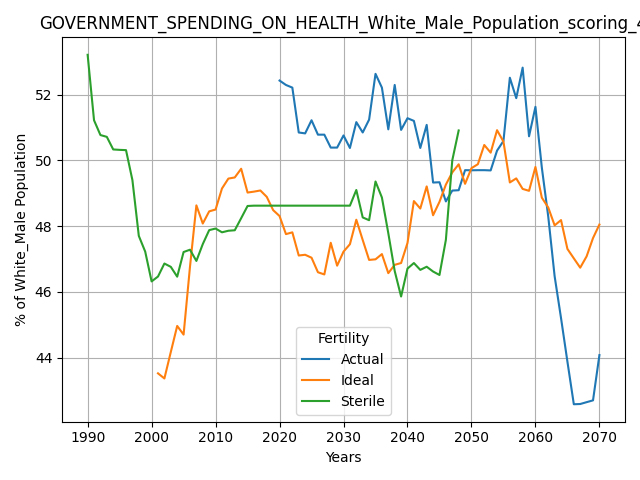 GOVERNMENT_SPENDING_ON_HEALTH_White_Male_Population_scoring_4
% of White_Male Population
52
50
48
46
44
Fertility
Actual
Ideal
Sterile
1990 2000 2010 2020 2030 2040 2050 2060 2070
Years